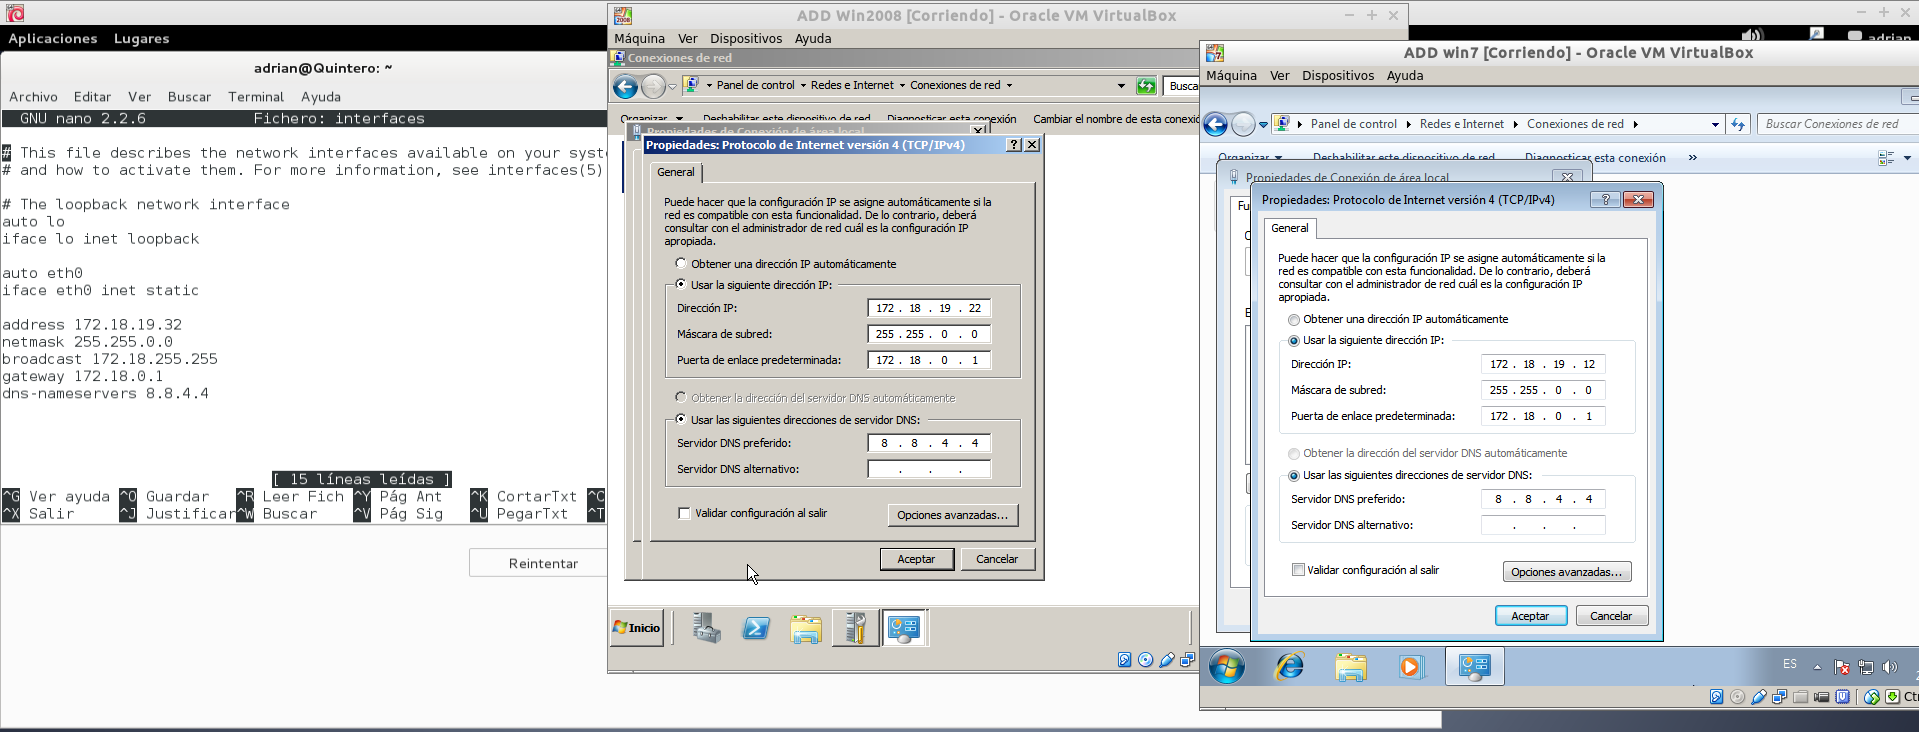 Aplicaciones Lugares
adrian@Quintero: ~
Archivo Editar Ver Buscar Terminal Ayuda
GNU nano 2.2.6 Fichero: interfaces
# This file describes the network interfaces available on your syst
# and how to activate them. For more information, see interfaces(5)
# The loopback network interface
auto lo
iface lo inet loopback
auto eth0
iface eth0 inet static
address 172.18.19.32
netmask 255.255.0.0
broadcast 172.18.255.255
gateway 172.18.0.1
dns-nameservers 8.8.4.4
[ 15 líneas leídas ]
^G Ver ayuda ^O Guardar ^R Leer Fich ^Y Pág Ant ^K CortarTxt ^C
^X Salir ^J Justificar ^W Buscar ^V Pág Sig ^U PegarTxt ^T
Reintentar
ADD Win2008 [Corriendo] - Oracle VM VirtualBox
Máquina Ver Dispositivos Ayuda
Conexiones de red
Panel de control Redes e Internet Conexiones de red Busca
Organizar Deshabilitar este dispositivo de red Diagnosticar esta conexión Cambiar el nombre de esta conexió
Propiedades de Conexión de área local
Propiedades: Protocolo de Internet versión 4 (TCP/IPv4)
General
Puede hacer que la configuración IP se asigne automáticamente si la
red es compatible con esta funcionalidad. De lo contrario, deberá
consultar con el administrador de red cuál es la configuración IP
apropiada.
Obtener una dirección IP automáticamente
Usar la siguiente dirección IP:
Dirección IP: 172 . 18 . 19 . 22
Máscara de subred: 255 . 255 . 0 . 0
Puerta de enlace predeterminada: 172 . 18 . 0 . 1
Obtener la dirección del servidor DNS automáticamente
Usar las siguientes direcciones de servidor DNS:
Servidor DNS preferido: 8 . 8 . 4 . 4
Servidor DNS alternativo: . . .
Validar configuración al salir Opciones avanzadas...
Aceptar Cancelar
Inicio
adrian
ADD win7 [Corriendo] - Oracle VM VirtualBox
Máquina Ver Dispositivos Ayuda
Panel de control Redes e Internet Conexiones de red Buscar Conexiones de red
Organizar Deshabilitar este dispositivo de red Diagnosticar esta conexión »
Propiedades de Conexión de área local
Fu
Propiedades: Protocolo de Internet versión 4 (TCP/IPv4)
General
Puede hacer que la configuración IP se asigne automáticamente si la
red es compatible con esta funcionalidad. De lo contrario, deberá
consultar con el administrador de red cuál es la configuración IP
apropiada.
Obtener una dirección IP automáticamente
Usar la siguiente dirección IP:
Dirección IP: 172 . 18 . 19 . 12
Máscara de subred: 255 . 255 . 0 . 0
Puerta de enlace predeterminada: 172 . 18 . 0 . 1
Obtener la dirección del servidor DNS automáticamente
Usar las siguientes direcciones de servidor DNS:
Servidor DNS preferido: 8 . 8 . 4 . 4
Servidor DNS alternativo: . . .
Validar configuración al salir Opciones avanzadas...
Aceptar Cancelar
ES
Ctr